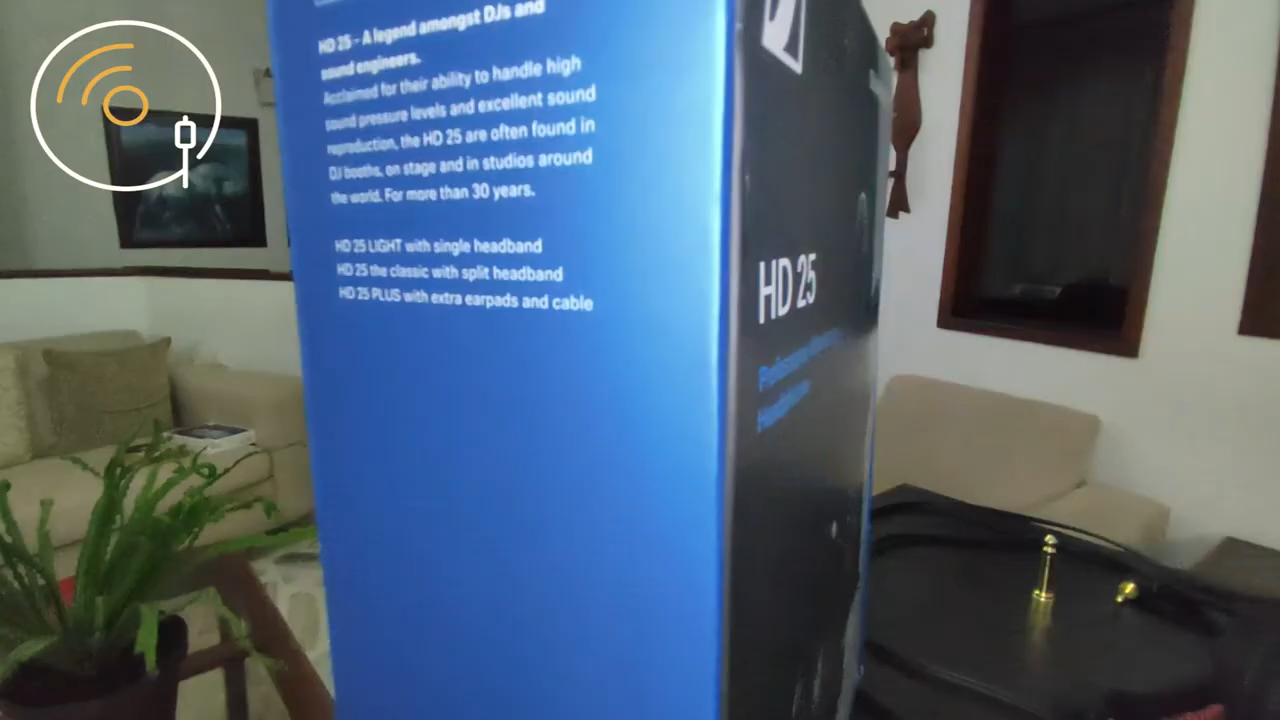 HD 25 - A legend amongst DJs and
sound engineers.
Acclaimed for their ability to handle high
sound pressure levels and excellent sound
reproduction, the HD 25 are often found in
DJ booths, on stage and in studios around
the world. For more than 30 years.
HD 25 LIGHT with single headband
HD 25 the classic with split headband
HD 25 PLUS with extra earpads and cable
HD 25
Headphone